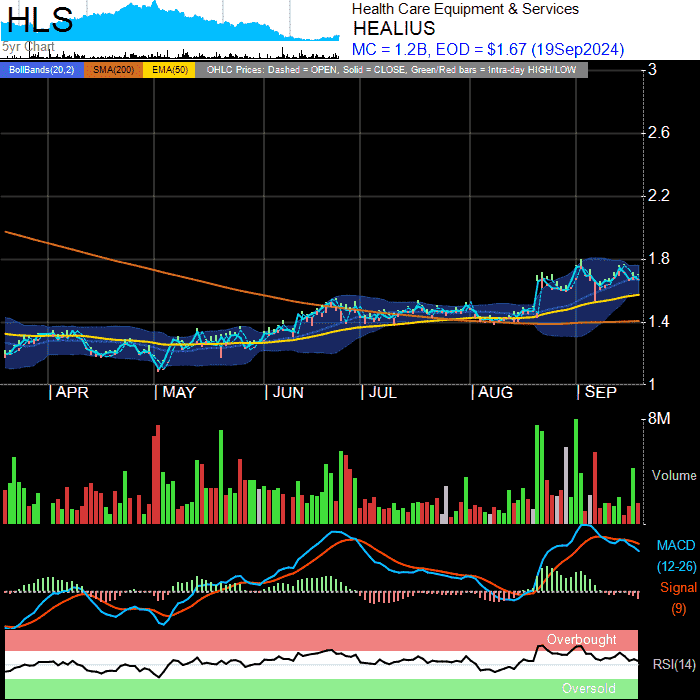 HLS
5yr Chart
Health Care Equipment & Services
HEALIUS
MC = 1.2B, EOD = $1.67 (19Sep2024)
BollBands(20,2) SMA(200) EMA(50) OHLC Prices: Dashed = OPEN, Solid = CLOSE, Green/Red bars = Intra-day HIGH/LOW
3
2.6
2.2
1.8
1.4
1
APR MAY JUN JUL AUG SEP
8M
Volume
MACD
(12-26)
Signal
(9)
Overbought
RSI(14)
Oversold